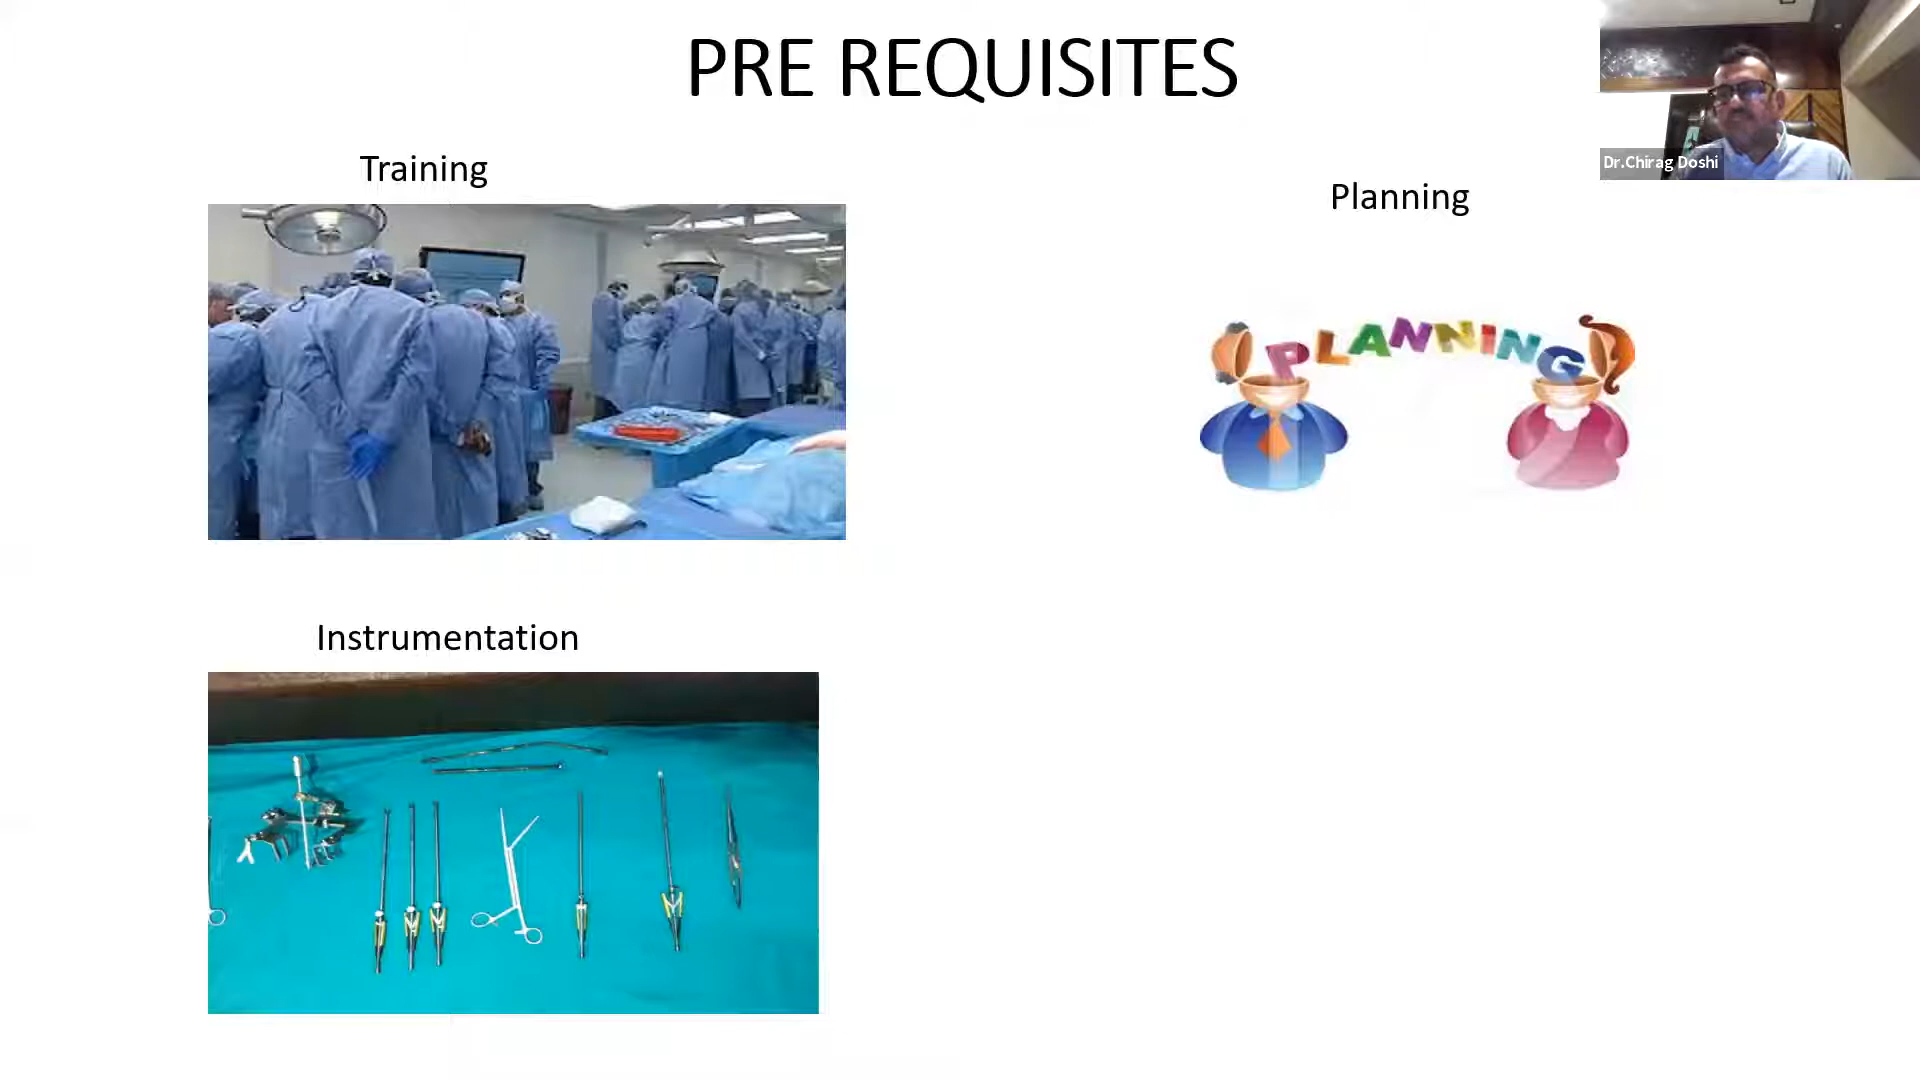 PRE REQUISITES
Dr.Chirag Doshi
Training
Planning
PLANNING
Instrumentation